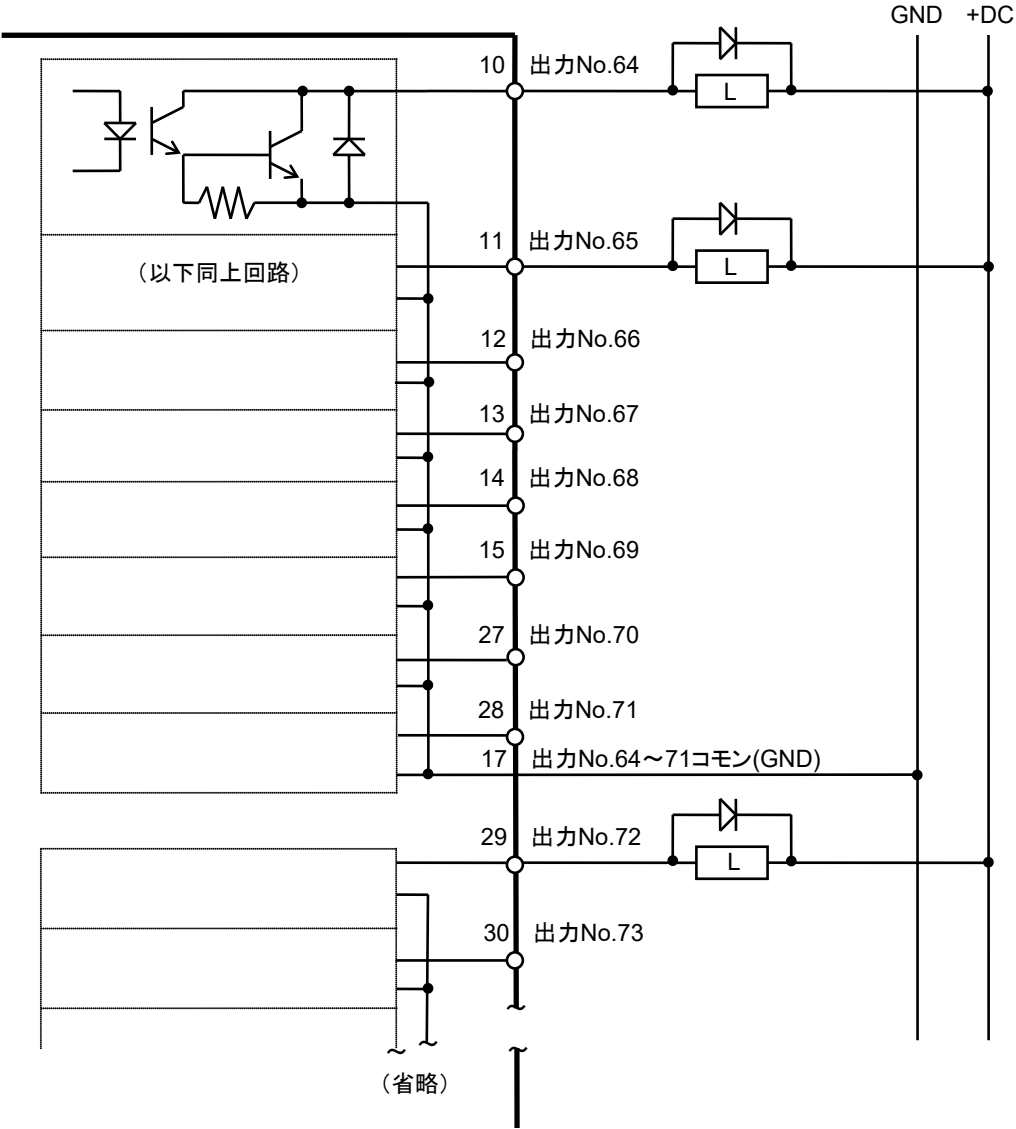 GND +DC
10 出力No.64
L
11 出力No.65
L
（以下同上回路）
12 出力No.66
13 出力No.67
14 出力No.68
15 出力No.69
27 出力No.70
28 出力No.71
17 出力No.64～71コモン(GND)
29 出力No.72
L
30 出力No.73
（省略）